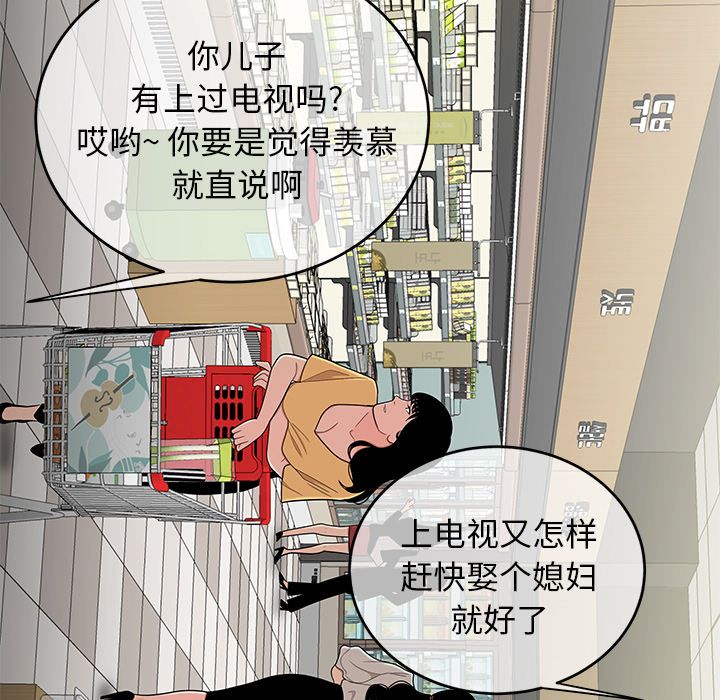 你儿子
有上过电视吗?
哎哟~你要是觉得羡慕
就直说啊
上电视又怎样
赶快娶个媳妇
就好了